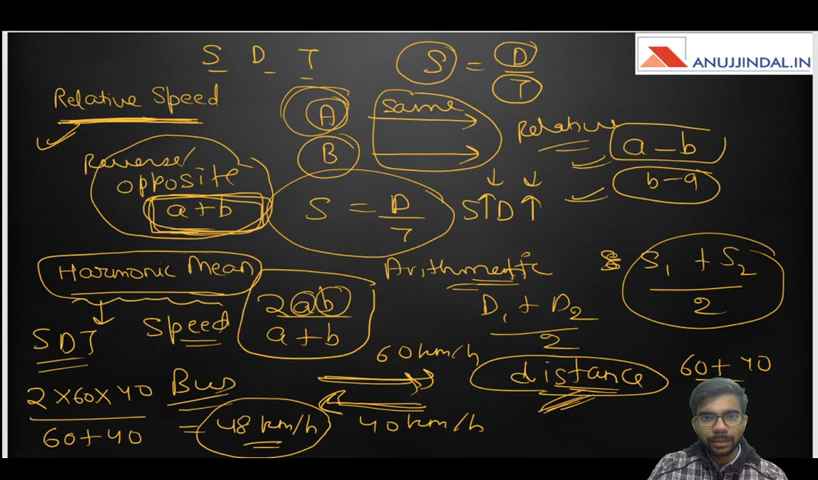 S D T
S = D/T
ANUJJINDAL.IN
Relative Speed
A
B
same
Relative
a - b
b - a
Reverse/
opposite
a + b
S = D/T
S↑ D↑
Harmonic Mean
2ab/a+b
Arithmetic
D₁ + D₂/2
S₁ + S₂/2
SDT
Speed
60 km/h
distance
60+40
2×60×40/60+40
Bus
= 48 km/h
40 km/h